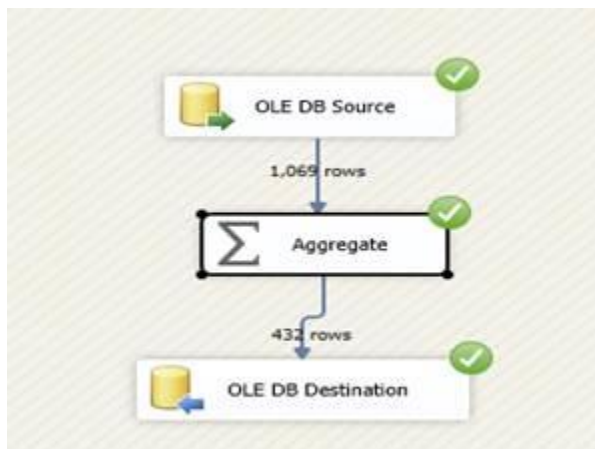 OLE DB Source
1,069 rows
Aggregate
432 rows
OLE DB Destination